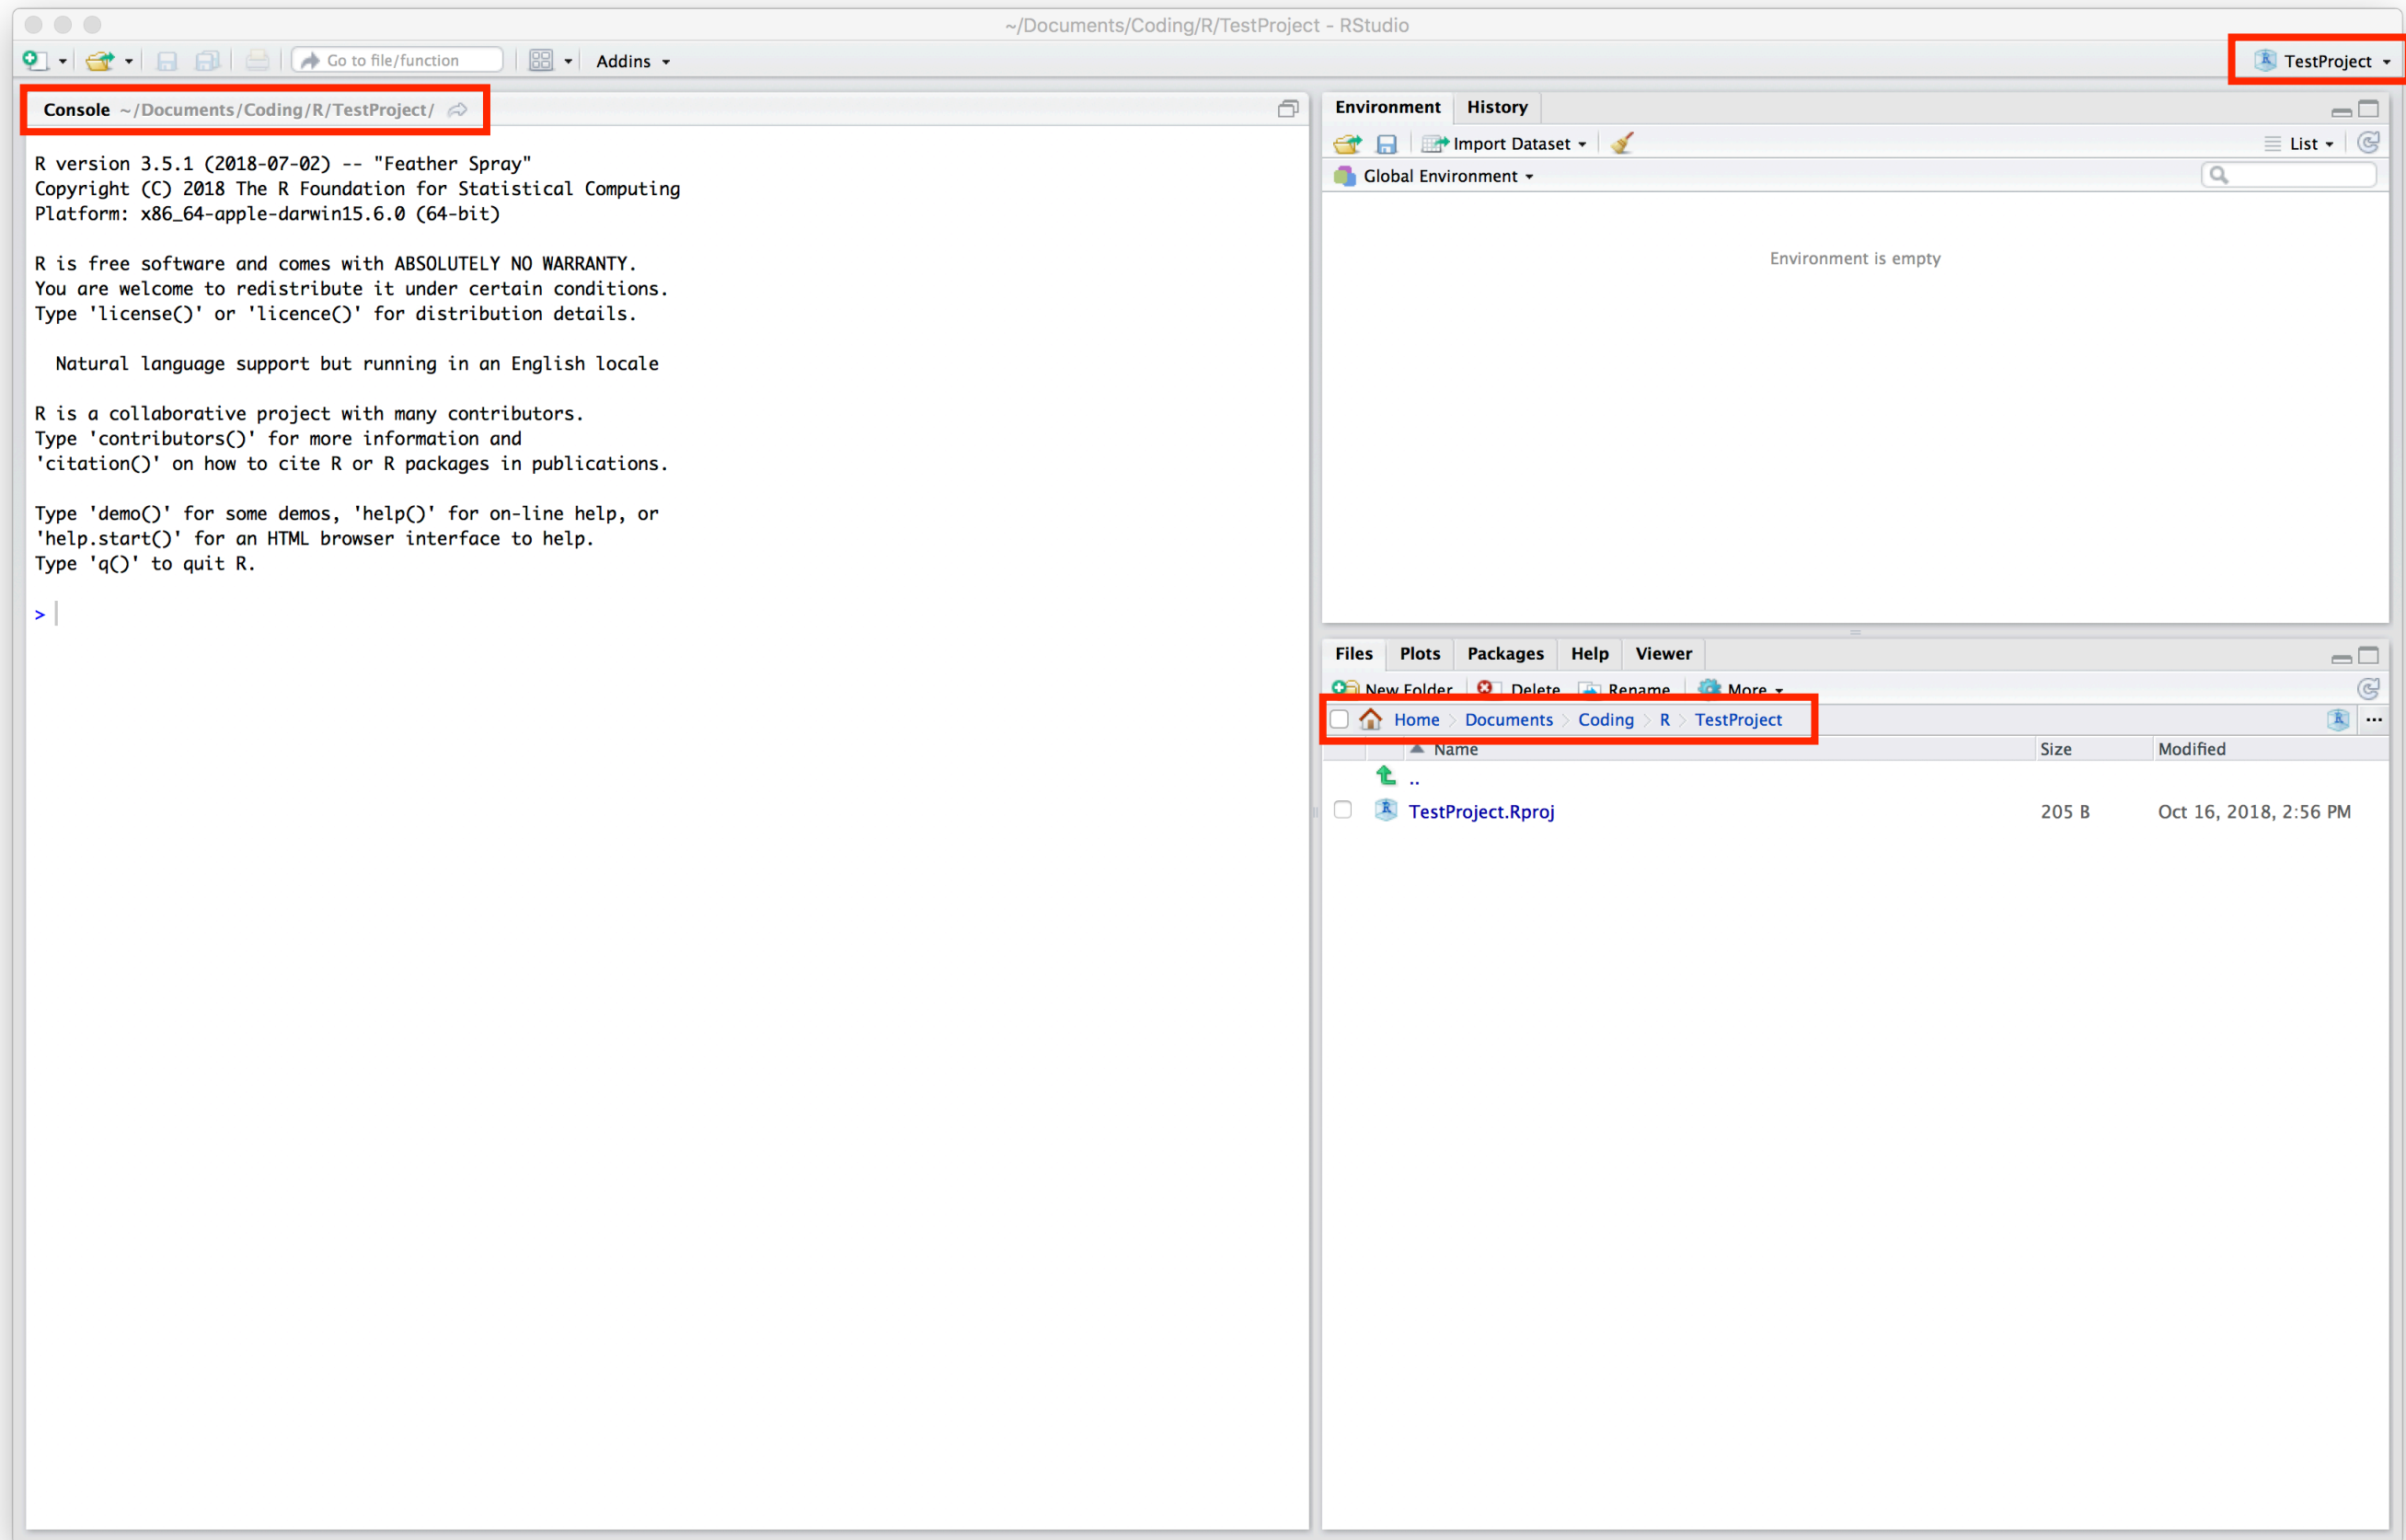 ~/Documents/Coding/R/TestProject - RStudio
Go to file/function
Addins
TestProject
Console ~/Documents/Coding/R/TestProject/
R version 3.5.1 (2018-07-02) -- "Feather Spray"
Copyright (C) 2018 The R Foundation for Statistical Computing
Platform: x86_64-apple-darwin15.6.0 (64-bit)
R is free software and comes with ABSOLUTELY NO WARRANTY.
You are welcome to redistribute it under certain conditions.
Type 'license()' or 'licence()' for distribution details.
Natural language support but running in an English locale
R is a collaborative project with many contributors.
Type 'contributors()' for more information and
'citation()' on how to cite R or R packages in publications.
Type 'demo()' for some demos, 'help()' for on-line help, or
'help.start()' for an HTML browser interface to help.
Type 'q()' to quit R.
>
Environment History
Import Dataset List
Global Environment
Environment is empty
Files Plots Packages Help Viewer
New Folder Delete Rename More
Home Documents Coding R TestProject ...
Name Size Modified
..
TestProject.Rproj 205 B Oct 16, 2018, 2:56 PM